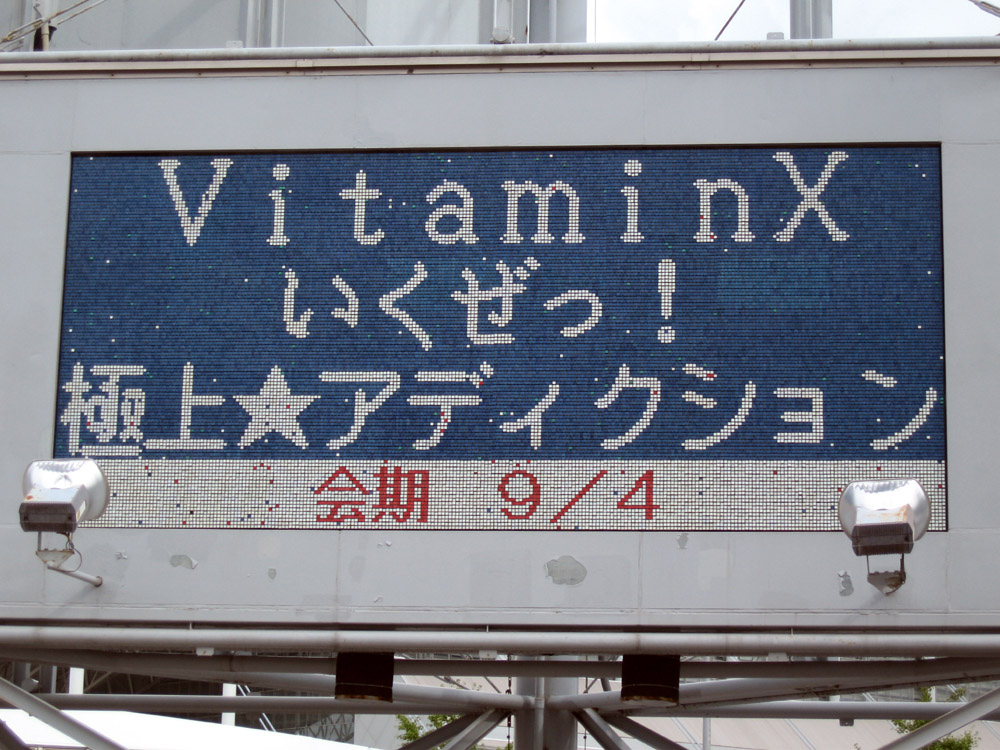 VitaminX
いくぜっ!
極上★アディクション
会期 9/4